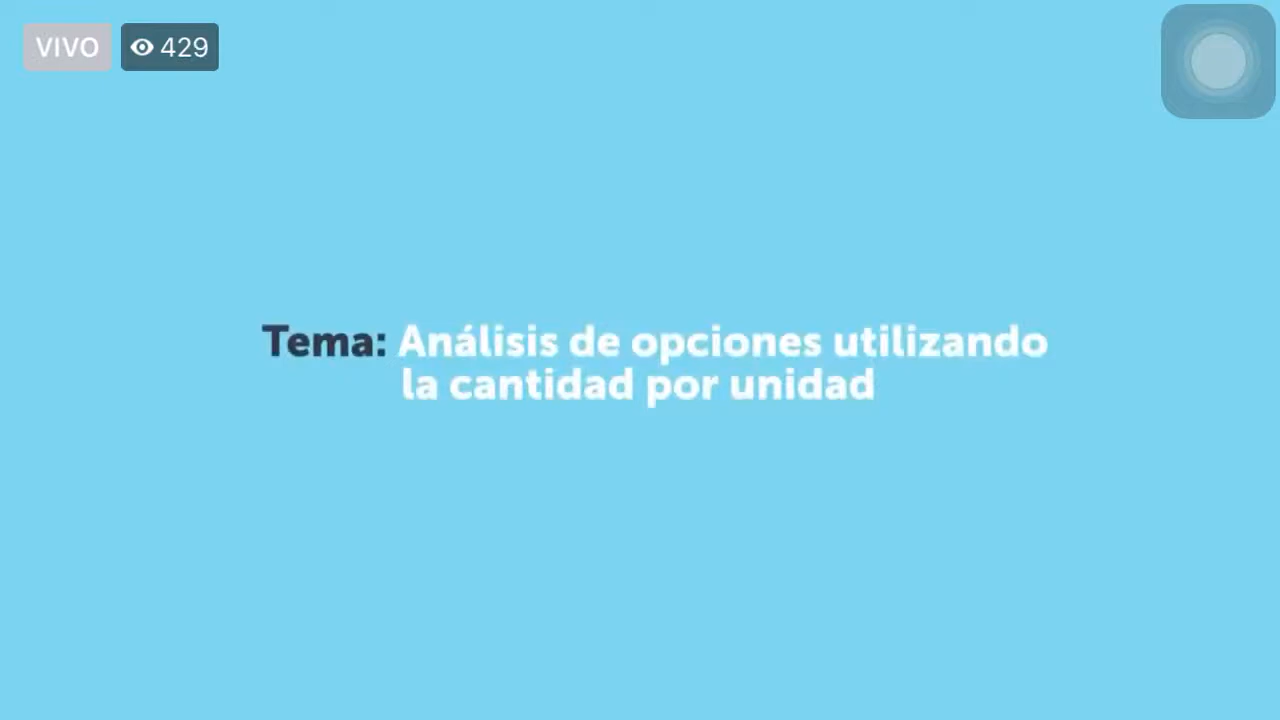 VIVO 429
Tema: Análisis de opciones utilizando
la cantidad por unidad